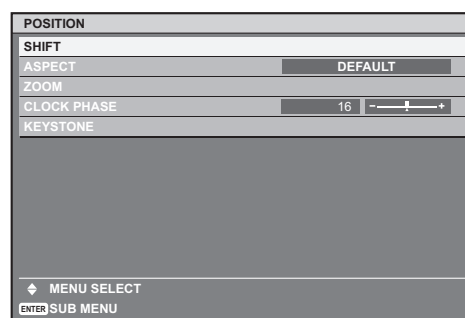 POSITION
SHIFT
ASPECT DEFAULT
ZOOM
CLOCK PHASE 16 - +
KEYSTONE
MENU SELECT
ENTER SUB MENU